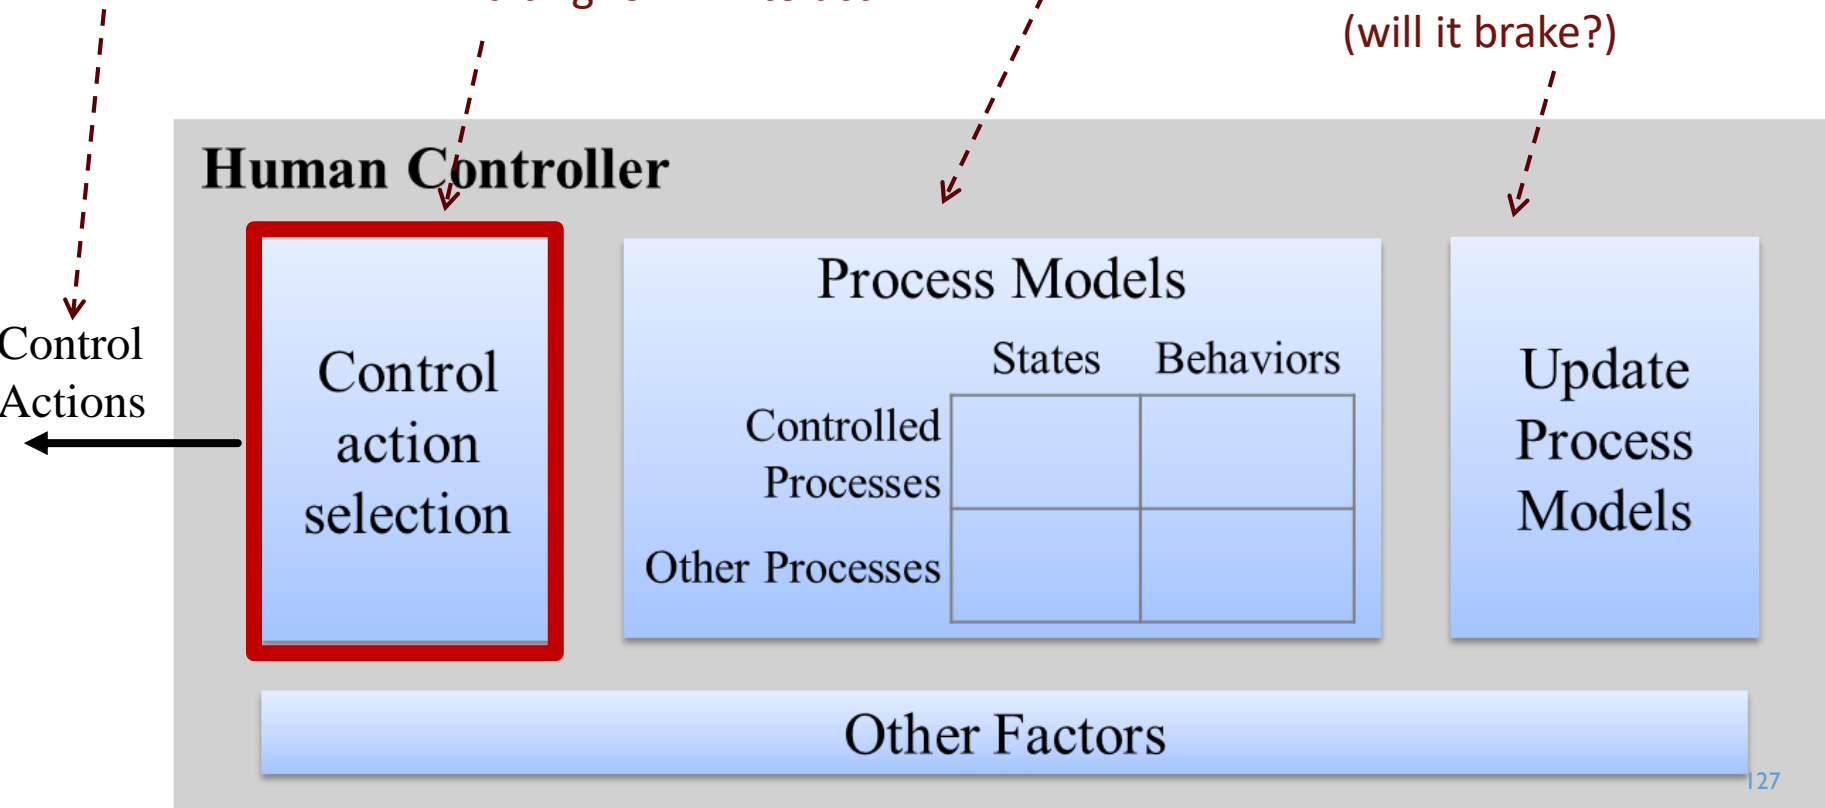 (will it brake?)
Human Controller
Control
Actions
Control
action
selection
Process Models
States Behaviors
Controlled
Processes
Other Processes
Update
Process
Models
Other Factors
127